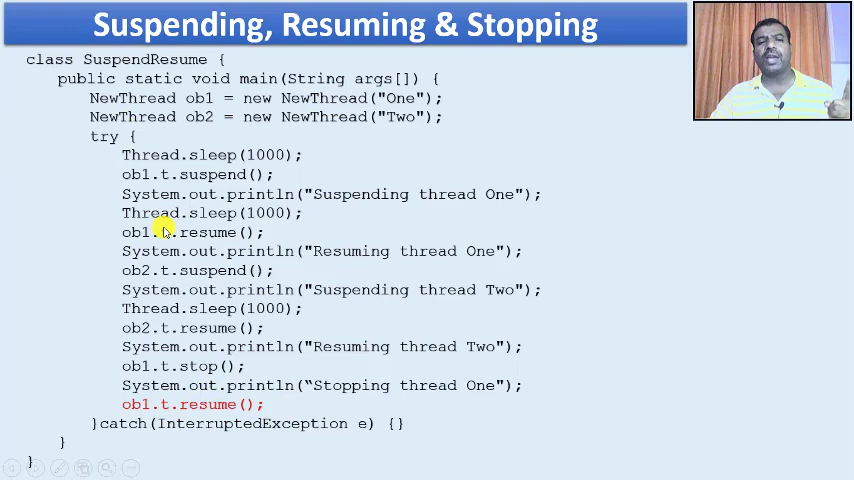 Suspending, Resuming & Stopping
class SuspendResume {
public static void main(String args[]) {
NewThread ob1 = new NewThread("One");
NewThread ob2 = new NewThread("Two");
try {
Thread.sleep(1000);
ob1.t.suspend();
System.out.println("Suspending thread One");
Thread.sleep(1000);
ob1.t.resume();
System.out.println("Resuming thread One");
ob2.t.suspend();
System.out.println("Suspending thread Two");
Thread.sleep(1000);
ob2.t.resume();
System.out.println("Resuming thread Two");
ob1.t.stop();
System.out.println(“Stopping thread One");
ob1.t.resume();
}catch(InterruptedException e) {}
}
}